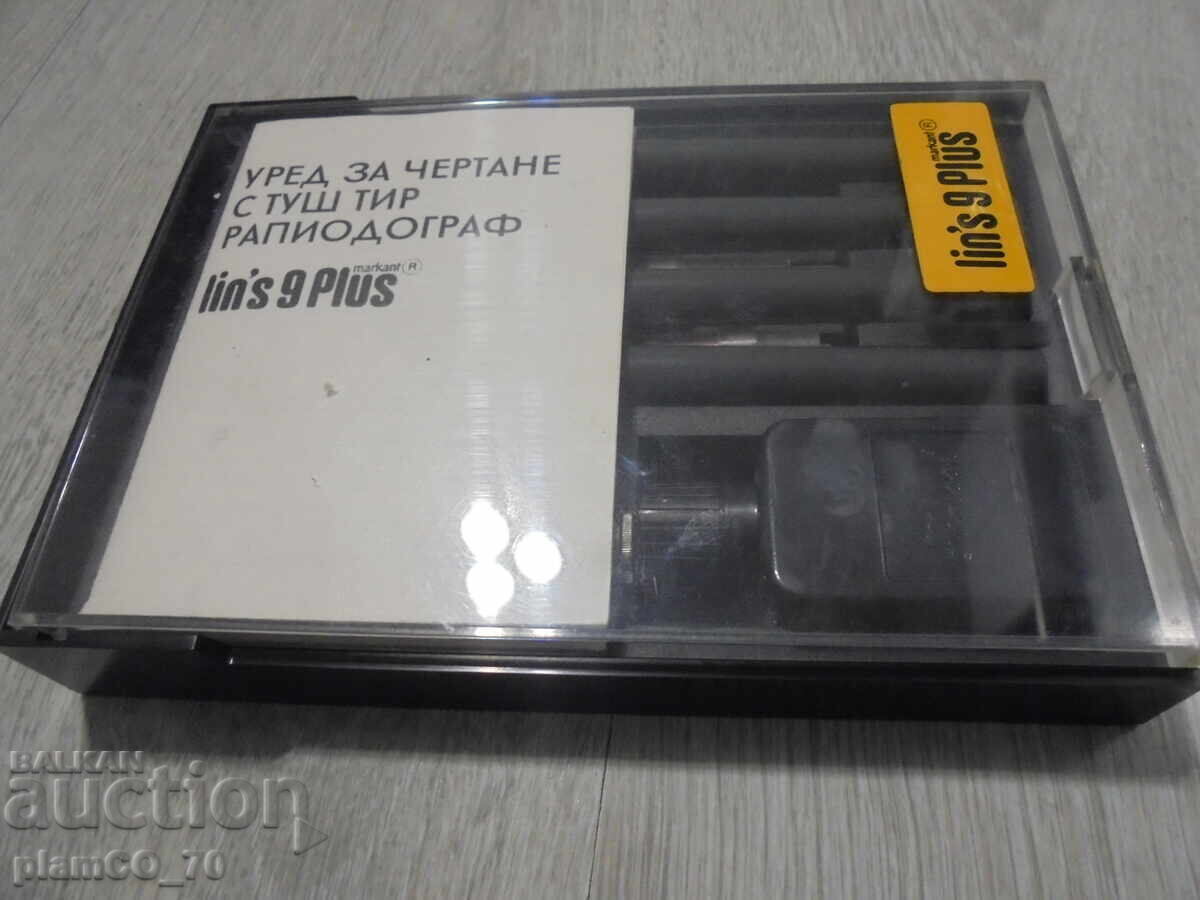 УРЕД ЗА ЧЕРТАНЕ
С ТУШ ТИР
РАПИОДОГРАФ
markant ®
lin's 9 Plus
markant ®
lin's 9 Plus
BALKAN
auction
plamCO_70